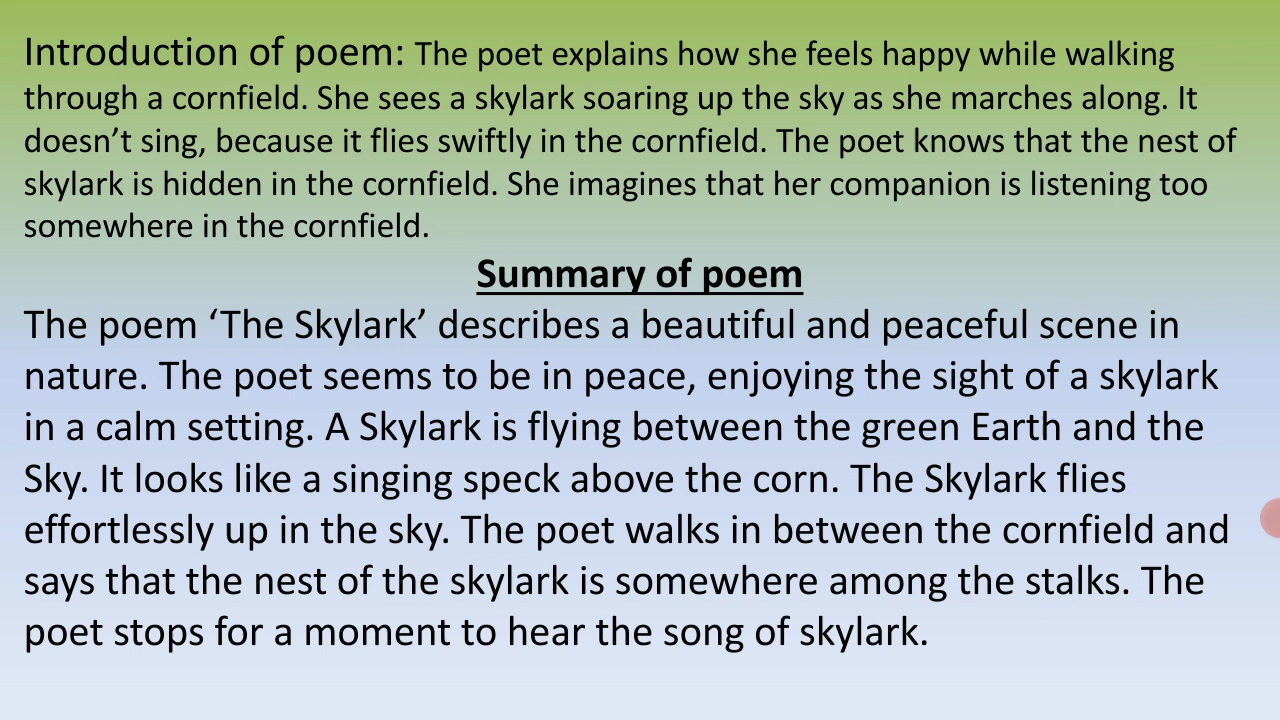 Introduction of poem: The poet explains how she feels happy while walking
through a cornfield. She sees a skylark soaring up the sky as she marches along. It
doesn’t sing, because it flies swiftly in the cornfield. The poet knows that the nest of
skylark is hidden in the cornfield. She imagines that her companion is listening too
somewhere in the cornfield.
Summary of poem
The poem ‘The Skylark’ describes a beautiful and peaceful scene in
nature. The poet seems to be in peace, enjoying the sight of a skylark
in a calm setting. A Skylark is flying between the green Earth and the
Sky. It looks like a singing speck above the corn. The Skylark flies
effortlessly up in the sky. The poet walks in between the cornfield and
says that the nest of the skylark is somewhere among the stalks. The
poet stops for a moment to hear the song of skylark.